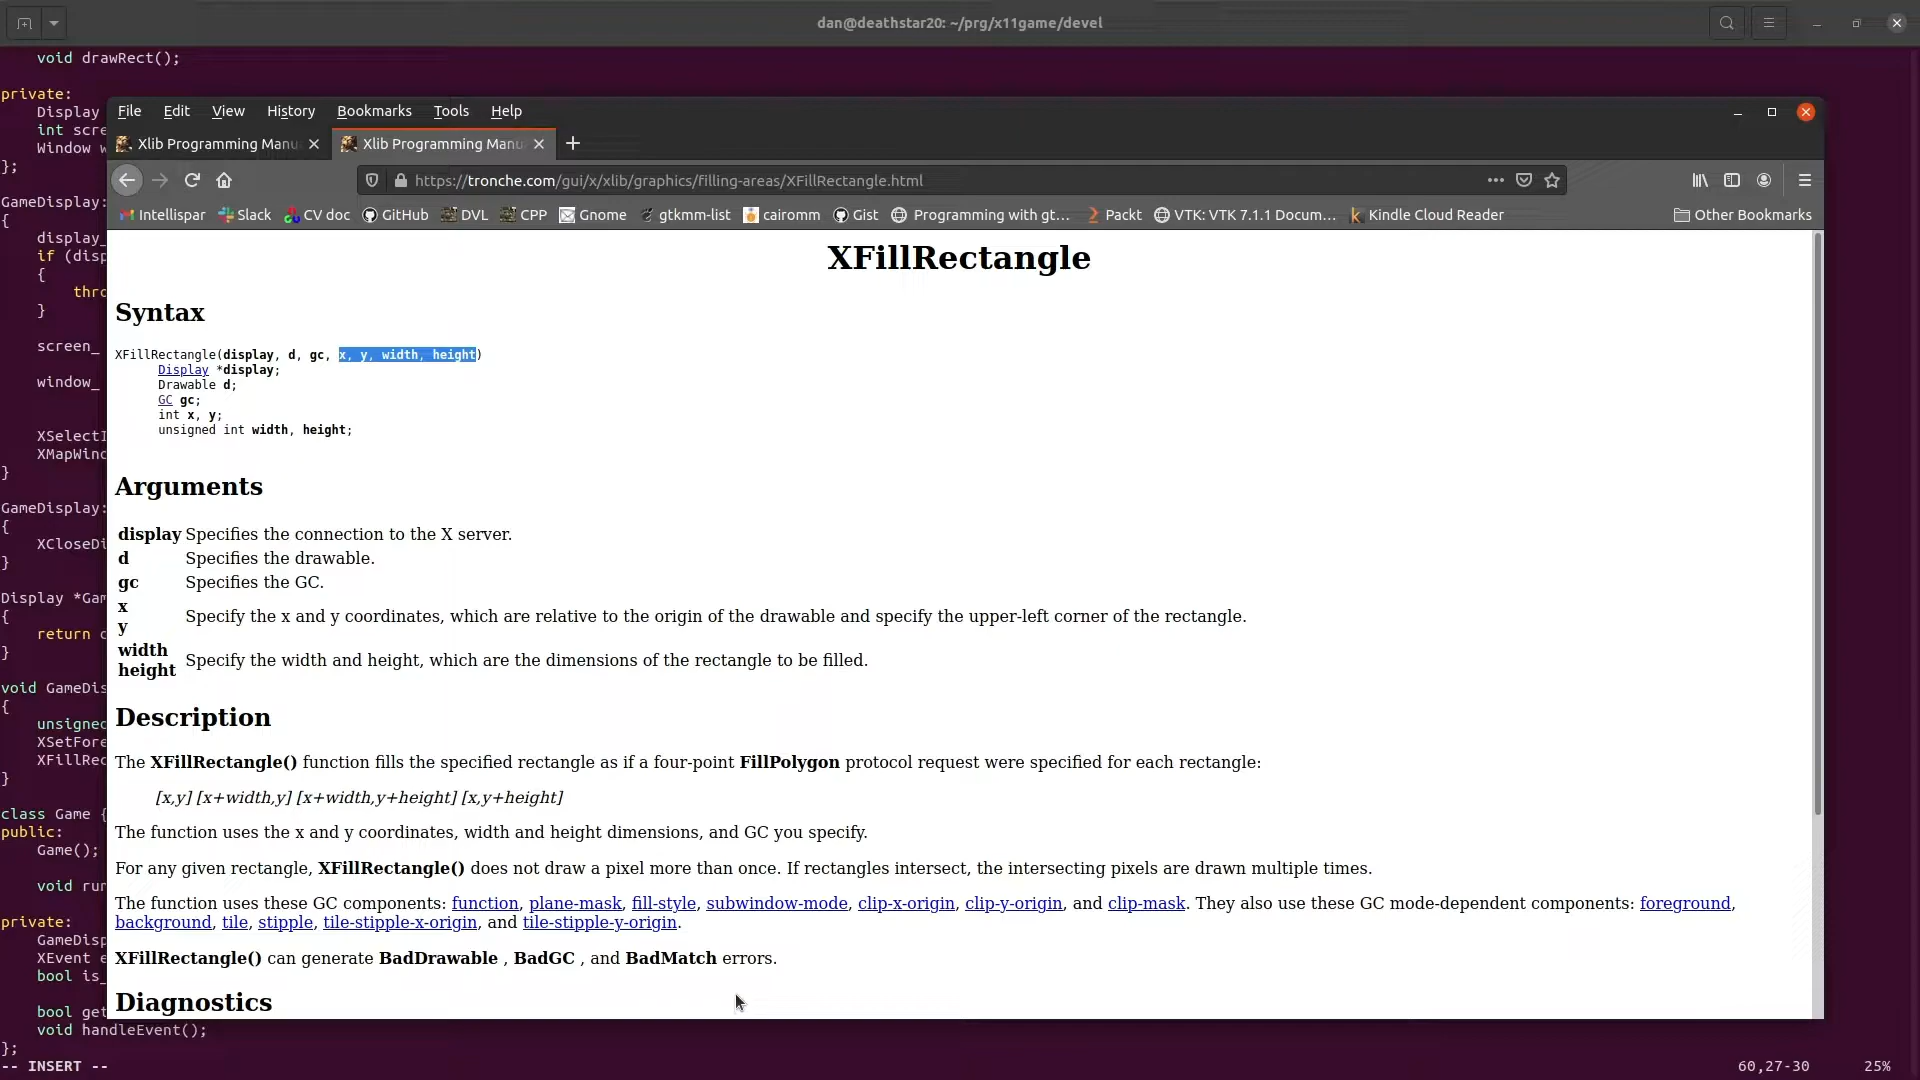 dan@deathstar20: ~/prg/x11game/devel
void drawRect();
private:
Display
int scre
Window w
};
GameDisplay:
{
display_
if (disp
{
thro
}
screen_
window_
XSelectI
XMapWind
}
GameDisplay:
{
XCloseDi
}
Display *Gam
{
return d
}
void GameDis
{
unsigned
XSetFore
XFillRec
}
class Game {
public:
Game();
void run
private:
GameDisp
XEvent e
bool is_
bool get
void handleEvent();
};
-- INSERT --
60,27-30
25%
File Edit View History Bookmarks Tools Help
Xlib Programming Manu
Xlib Programming Manu
https://tronche.com/gui/x/xlib/graphics/filling-areas/XFillRectangle.html
Intellispar Slack CV doc GitHub DVL CPP Gnome gtkmm-list cairomm Gist Programming with gt... Packt VTK: VTK 7.1.1 Docum... Kindle Cloud Reader Other Bookmarks
XFillRectangle
Syntax
XFillRectangle(display, d, gc, x, y, width, height)
Display *display;
Drawable d;
GC gc;
int x, y;
unsigned int width, height;
Arguments
display Specifies the connection to the X server.
d Specifies the drawable.
gc Specifies the GC.
x
y
Specify the x and y coordinates, which are relative to the origin of the drawable and specify the upper-left corner of the rectangle.
width
height
Specify the width and height, which are the dimensions of the rectangle to be filled.
Description
The XFillRectangle() function fills the specified rectangle as if a four-point FillPolygon protocol request were specified for each rectangle:
[x,y] [x+width,y] [x+width,y+height] [x,y+height]
The function uses the x and y coordinates, width and height dimensions, and GC you specify.
For any given rectangle, XFillRectangle() does not draw a pixel more than once. If rectangles intersect, the intersecting pixels are drawn multiple times.
The function uses these GC components: function, plane-mask, fill-style, subwindow-mode, clip-x-origin, clip-y-origin, and clip-mask. They also use these GC mode-dependent components: foreground,
background, tile, stipple, tile-stipple-x-origin, and tile-stipple-y-origin.
XFillRectangle() can generate BadDrawable , BadGC , and BadMatch errors.
Diagnostics